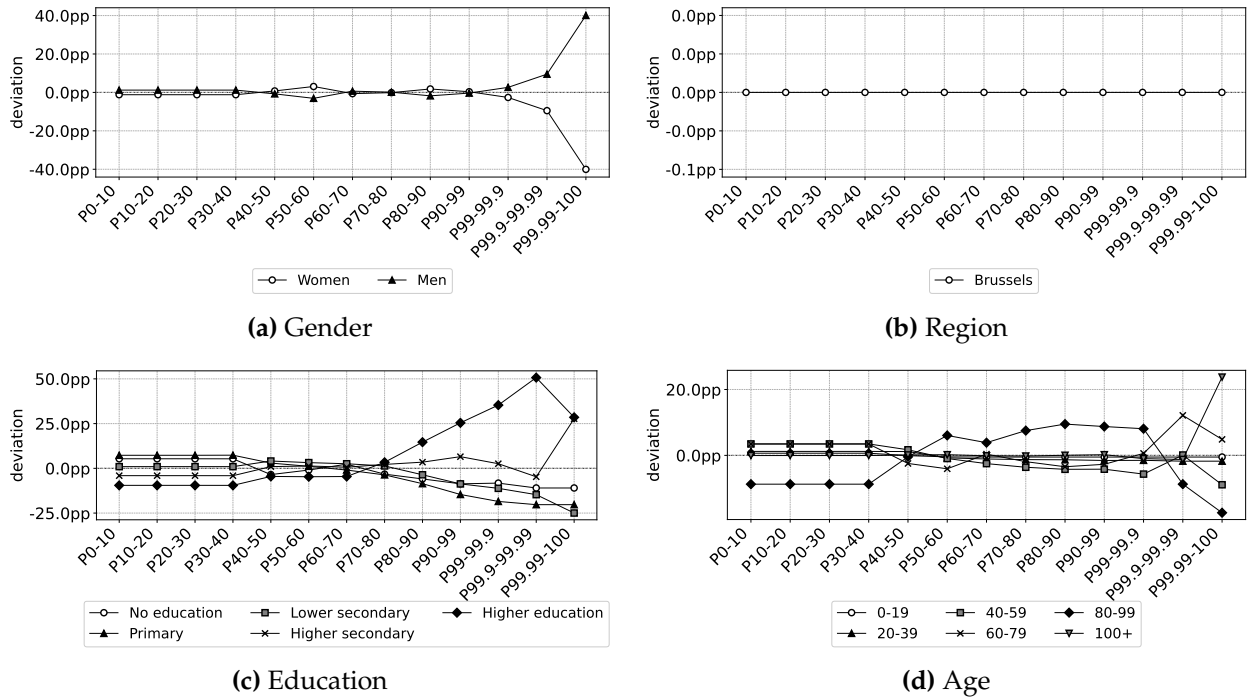 40.0pp
20.0pp
0.0pp
-20.0pp
-40.0pp
deviation
P0-10
P10-20
P20-30
P30-40
P40-50
P50-60
P60-70
P70-80
P80-90
P90-99
P99-99.9
P99.9-99.99
P99.99-100
Women Men
(a) Gender
0.0pp
0.0pp
0.0pp
-0.0pp
-0.1pp
deviation
P0-10
P10-20
P20-30
P30-40
P40-50
P50-60
P60-70
P70-80
P80-90
P90-99
P99-99.9
P99.9-99.99
P99.99-100
Brussels
(b) Region
50.0pp
25.0pp
0.0pp
-25.0pp
deviation
P0-10
P10-20
P20-30
P30-40
P40-50
P50-60
P60-70
P70-80
P80-90
P90-99
P99-99.9
P99.9-99.99
P99.99-100
No education Lower secondary Higher education
Primary Higher secondary
(c) Education
20.0pp
0.0pp
deviation
P0-10
P10-20
P20-30
P30-40
P40-50
P50-60
P60-70
P70-80
P80-90
P90-99
P99-99.9
P99.9-99.99
P99.99-100
0-19 40-59 80-99
20-39 60-79 100+
(d) Age